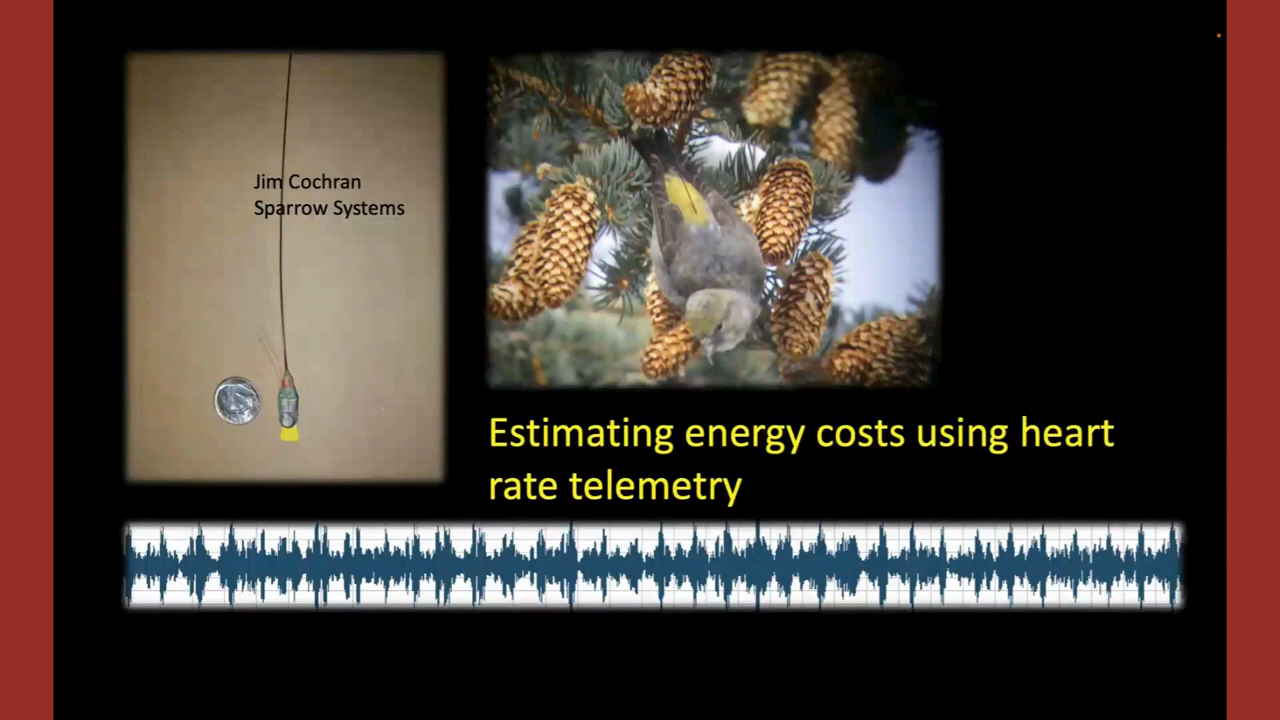 Jim Cochran
Sparrow Systems
Estimating energy costs using heart
rate telemetry